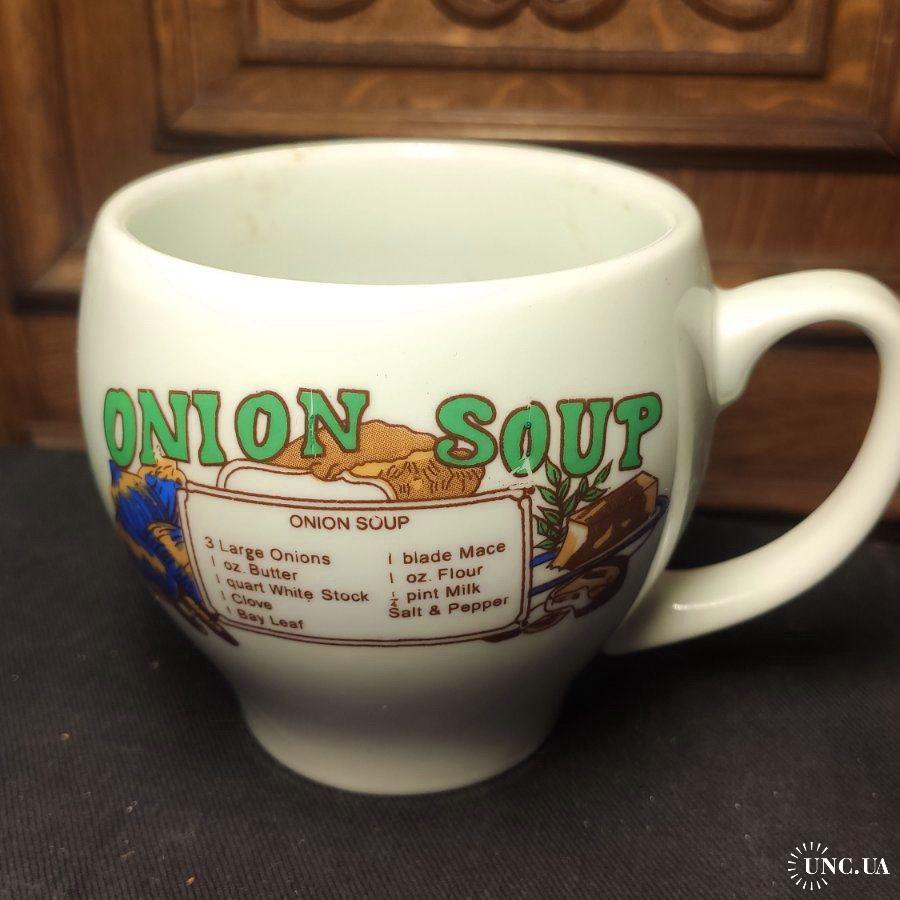 ONION SOUP
ONION SOUP
3 Large Onions
1 oz. Butter
1 quart White Stock
1 Clove
1 Bay Leaf
1 blade Mace
1 oz. Flour
¼ pint Milk
Salt & Pepper
UNC.UA